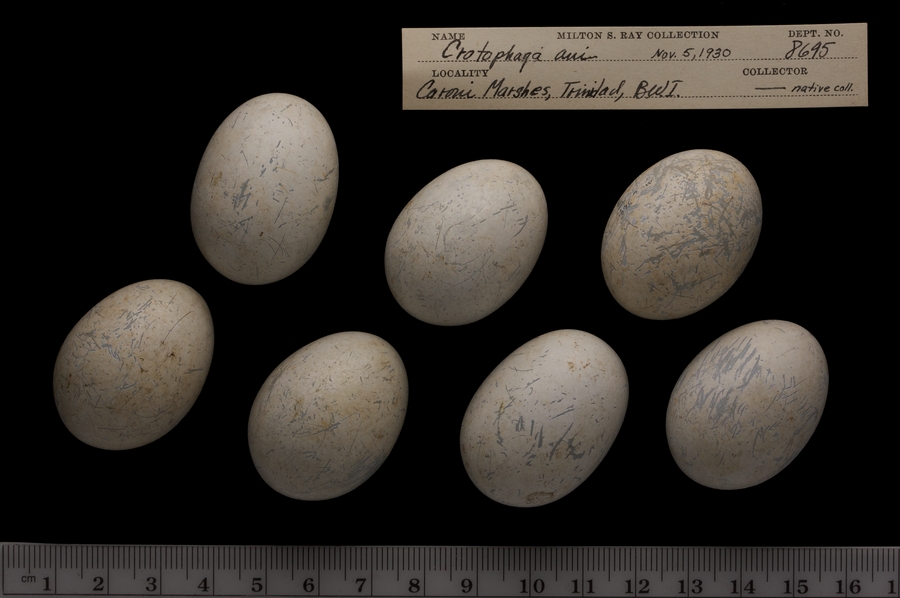 NAME MILTON S. RAY COLLECTION DEPT. NO.
Crotophaga ani Nov. 5, 1930 8695
LOCALITY COLLECTOR
Caroni Marshes, Trinidad, B.W.I. — native coll.
cm 1 2 3 4 5 6 7 8 9 10 11 12 13 14 15 16 1